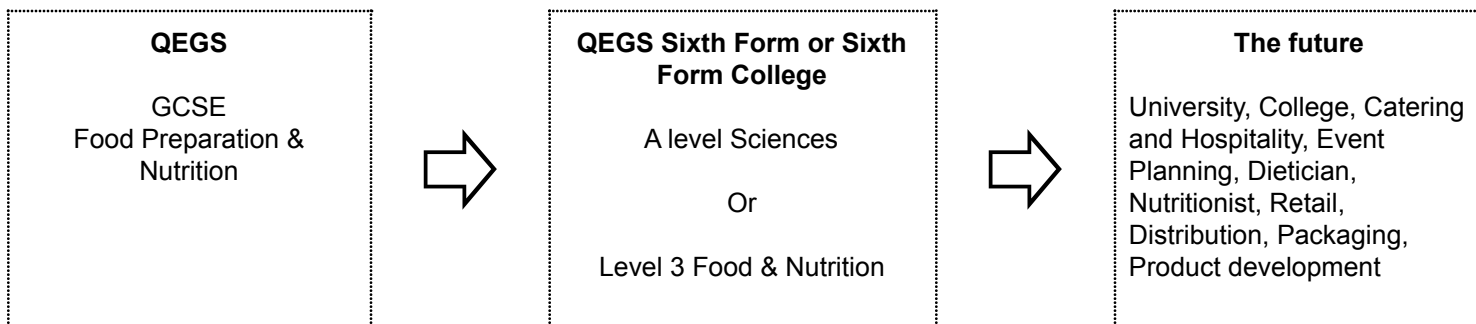 QEGS
GCSE
Food Preparation &
Nutrition
QEGS Sixth Form or Sixth
Form College
A level Sciences
Or
Level 3 Food & Nutrition
The future
University, College, Catering
and Hospitality, Event
Planning, Dietician,
Nutritionist, Retail,
Distribution, Packaging,
Product development